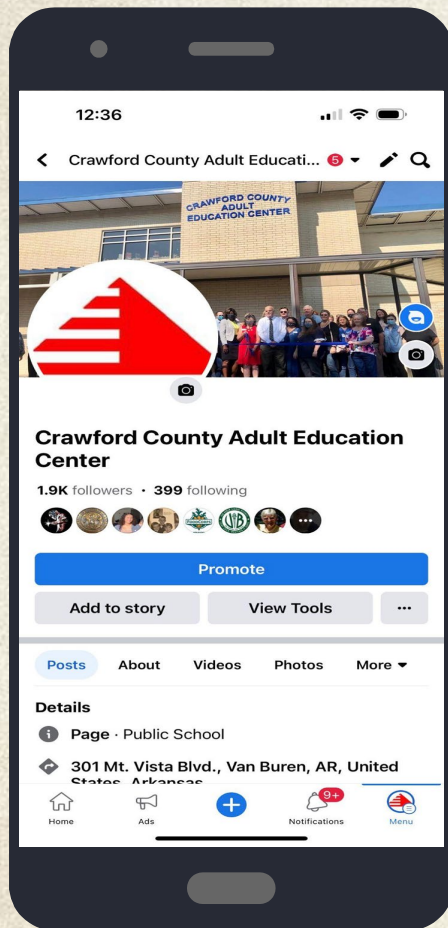 12:36
Crawford County Adult Educati... 5
CRAWFORD COUNTY
ADULT
EDUCATION CENTER
Crawford County Adult Education
Center
1.9K followers · 399 following
VB
Promote
Add to story View Tools ...
Posts About Videos Photos More
Details
Page · Public School
301 Mt. Vista Blvd., Van Buren, AR, United
States, Arkansas
9+
Home Ads Notifications Menu